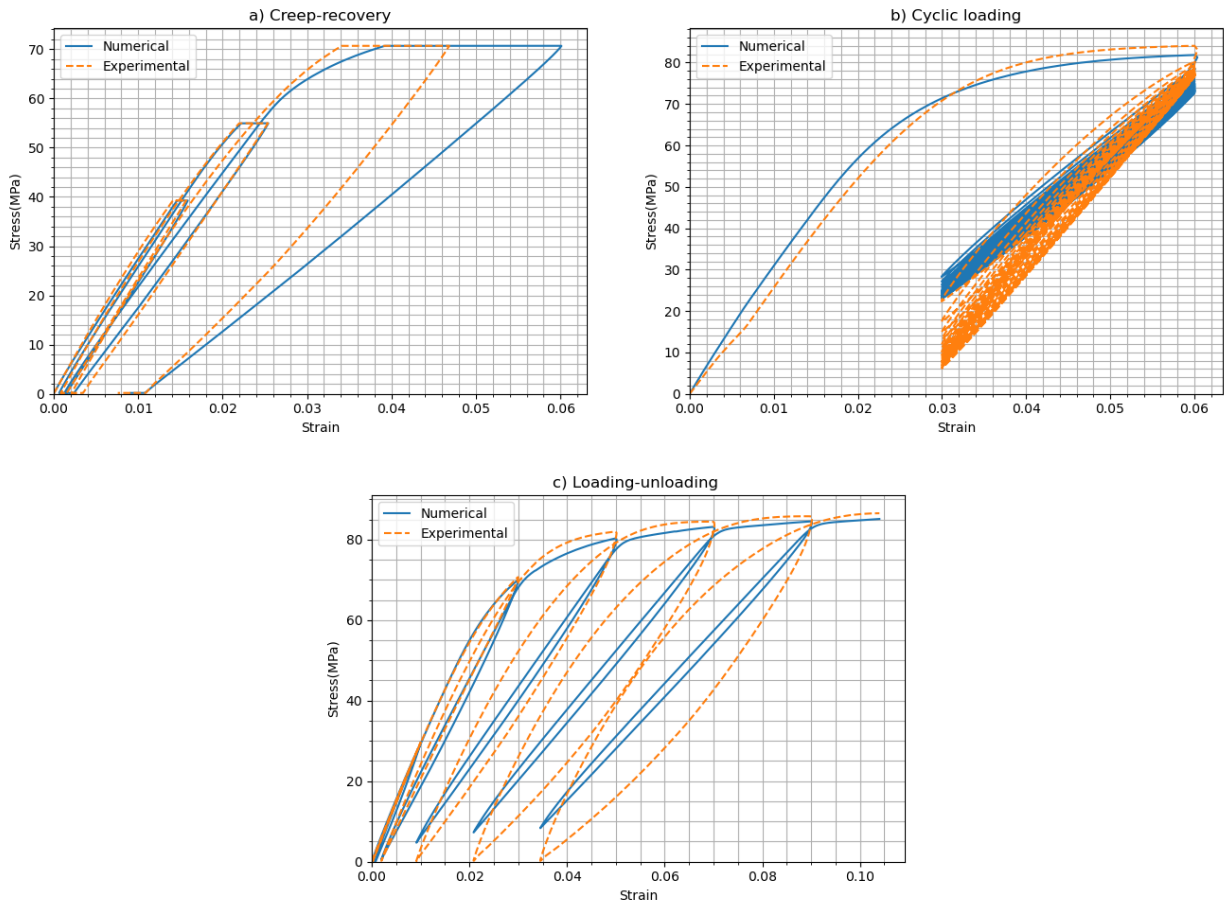 a) Creep-recovery
Numerical
Experimental
70
60
50
40
30
20
10
0
Stress(MPa)
0.00 0.01 0.02 0.03 0.04 0.05 0.06
Strain
b) Cyclic loading
Numerical
Experimental
80
70
60
50
40
30
20
10
0
Stress(MPa)
0.00 0.01 0.02 0.03 0.04 0.05 0.06
Strain
c) Loading-unloading
Numerical
Experimental
80
60
40
20
0
Stress(MPa)
0.00 0.02 0.04 0.06 0.08 0.10
Strain